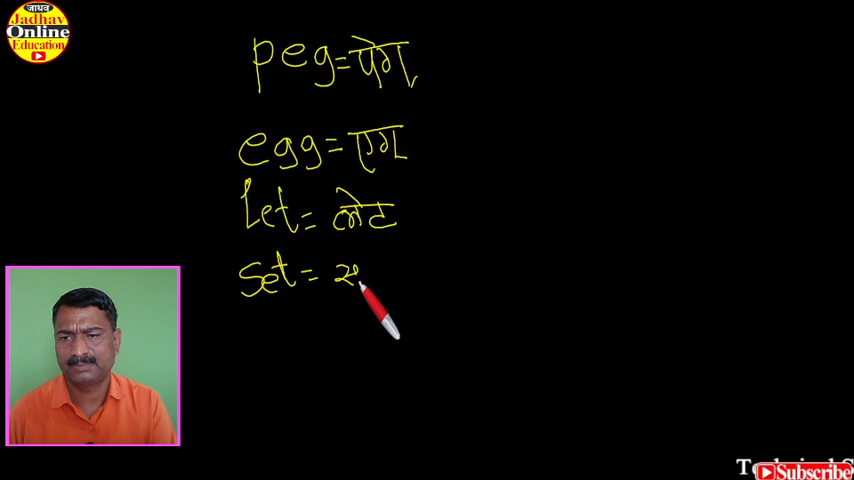 जाधव
Jadhav
Online
Education
peg=पेग
egg=एग
let=लेट
set=
Subscribe